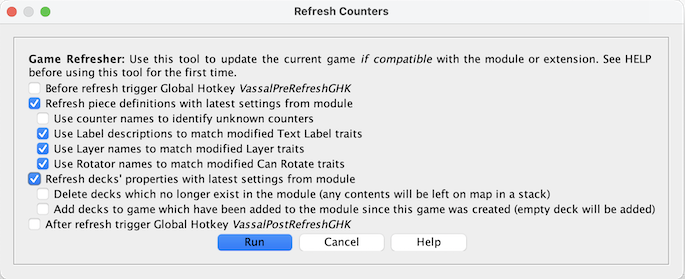 Refresh Counters
Game Refresher: Use this tool to update the current game if compatible with the module or extension. See HELP
before using this tool for the first time.
Before refresh trigger Global Hotkey VassalPreRefreshGHK
Refresh piece definitions with latest settings from module
Use counter names to identify unknown counters
Use Label descriptions to match modified Text Label traits
Use Layer names to match modified Layer traits
Use Rotator names to match modified Can Rotate traits
Refresh decks' properties with latest settings from module
Delete decks which no longer exist in the module (any contents will be left on map in a stack)
Add decks to game which have been added to the module since this game was created (empty deck will be added)
After refresh trigger Global Hotkey VassalPostRefreshGHK
Run Cancel Help